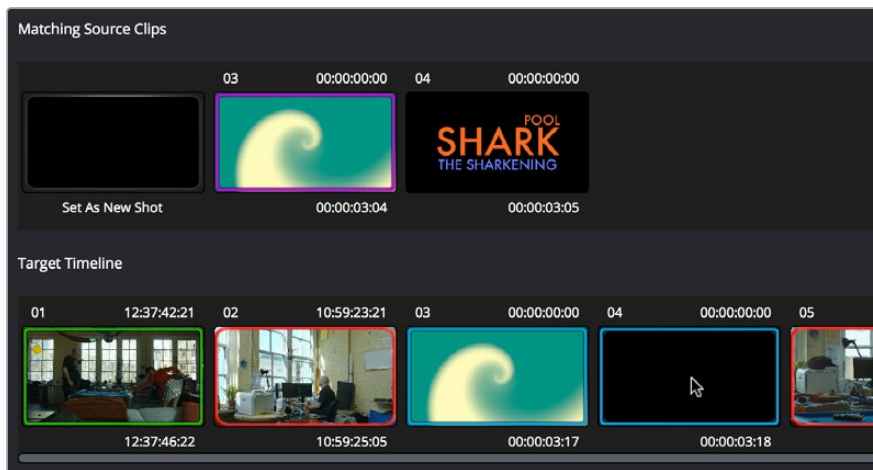 Matching Source Clips
03 00:00:00:00 04 00:00:00:00
POOL
SHARK
THE SHARKENING
Set As New Shot 00:00:03:04 00:00:03:05
Target Timeline
01 12:37:42:21 02 10:59:23:21 03 00:00:00:00 04 00:00:00:00 05
12:37:46:22 10:59:25:05 00:00:03:17 00:00:03:18